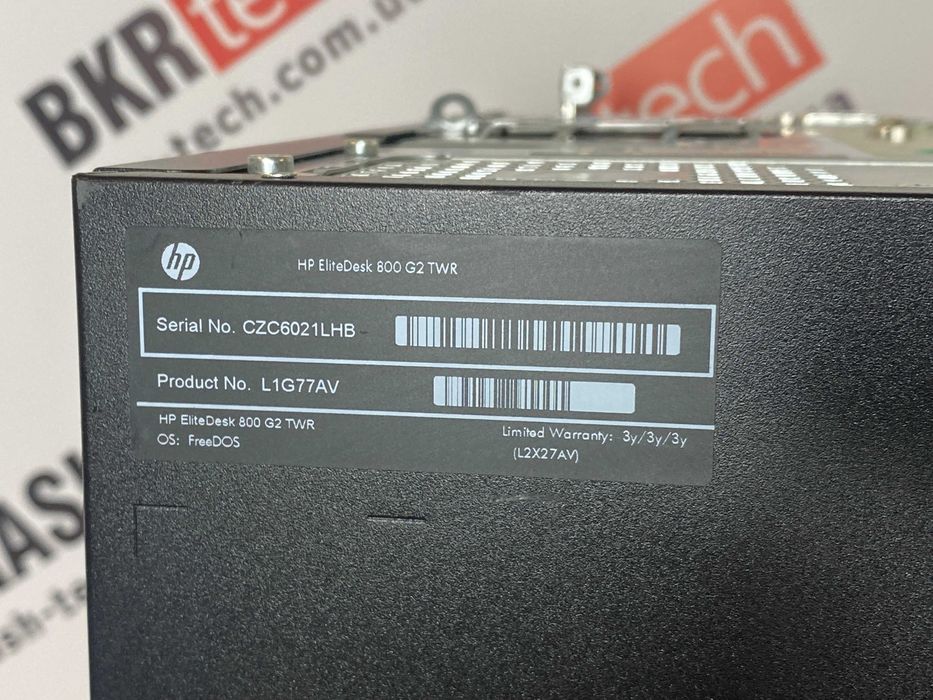 BKRtech
tech.com.
tech
hp
HP EliteDesk 800 G2 TWR
Serial No. CZC6021LHB
Product No. L1G77AV
HP EliteDesk 800 G2 TWR
OS: FreeDOS
Limited Warranty: 3y/3y/3y
(L2X27AV)